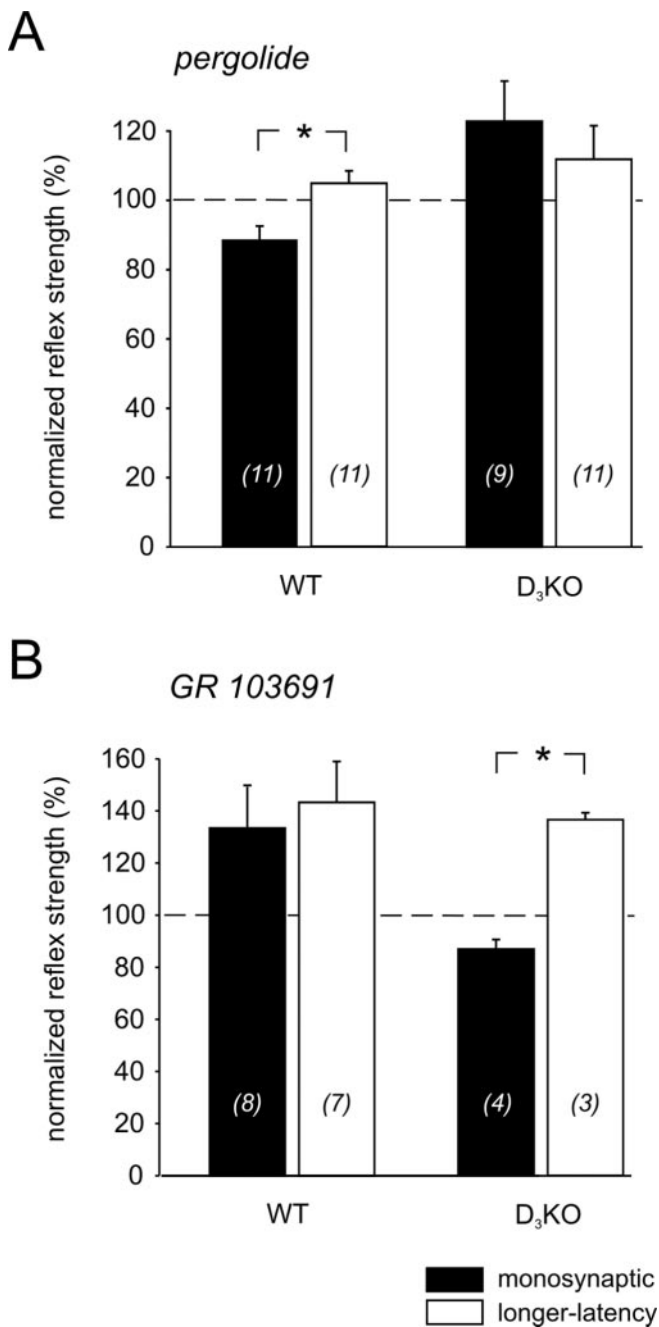 A
pergolide
normalized reflex strength (%)
120
100
80
60
40
20
0
*
(11)
(11)
(9)
(11)
WT
D₃KO
B
GR 103691
normalized reflex strength (%)
160
140
120
100
80
60
40
20
0
*
(8)
(7)
(4)
(3)
WT
D₃KO
monosynaptic
longer-latency